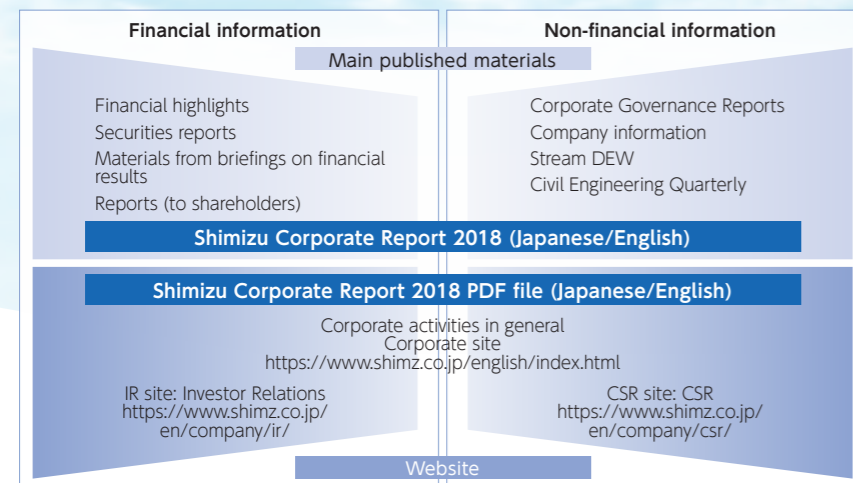 Financial information
Non-financial information
Main published materials
Financial highlights
Securities reports
Materials from briefings on financial
results
Reports (to shareholders)
Corporate Governance Reports
Company information
Stream DEW
Civil Engineering Quarterly
Shimizu Corporate Report 2018 (Japanese/English)
Shimizu Corporate Report 2018 PDF file (Japanese/English)
Corporate activities in general
Corporate site
https://www.shimz.co.jp/english/index.html
IR site: Investor Relations
https://www.shimz.co.jp/
en/company/ir/
CSR site: CSR
https://www.shimz.co.jp/
en/company/csr/
Website